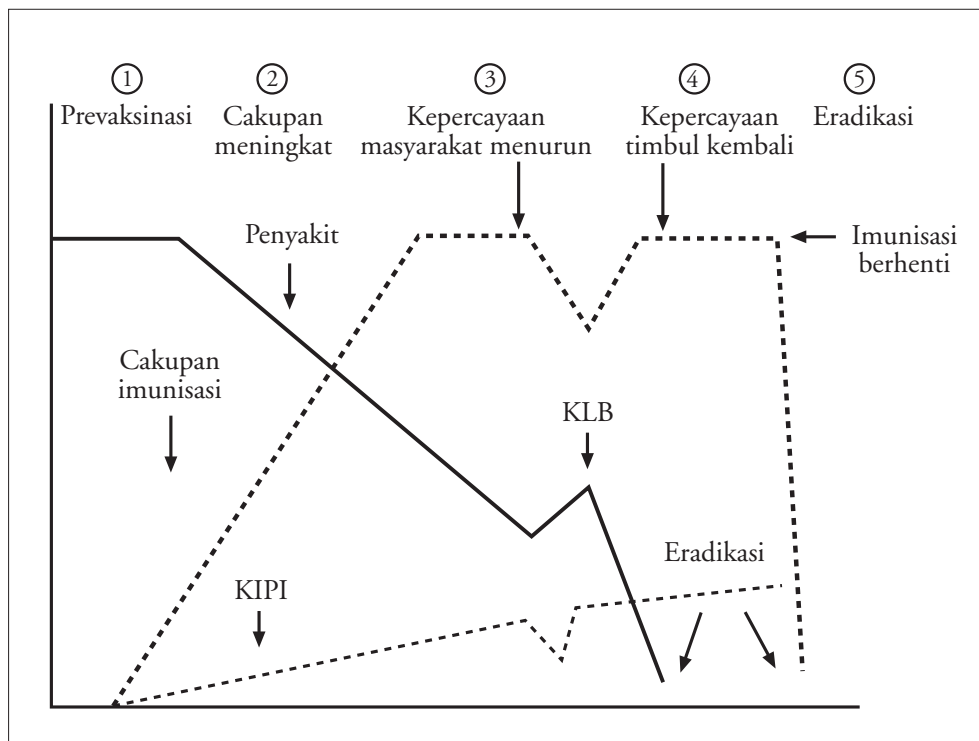 ①
Prevaksinasi
②
Cakupan
meningkat
③
Kepercayaan
masyarakat menurun
④
Kepercayaan
timbul kembali
⑤
Eradikasi
Penyakit
Imunisasi
berhenti
Cakupan
imunisasi
KLB
Eradikasi
KIPI